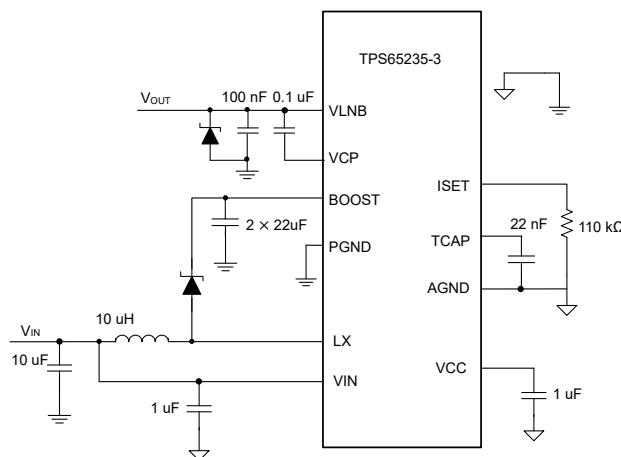 TPS65235-3
VOUT
100 nF
0.1 uF
VLNB
VCP
BOOST
2 × 22uF
PGND
ISET
22 nF
TCAP
110 kΩ
AGND
10 uH
VIN
10 uF
LX
VIN
1 uF
VCC
1 uF